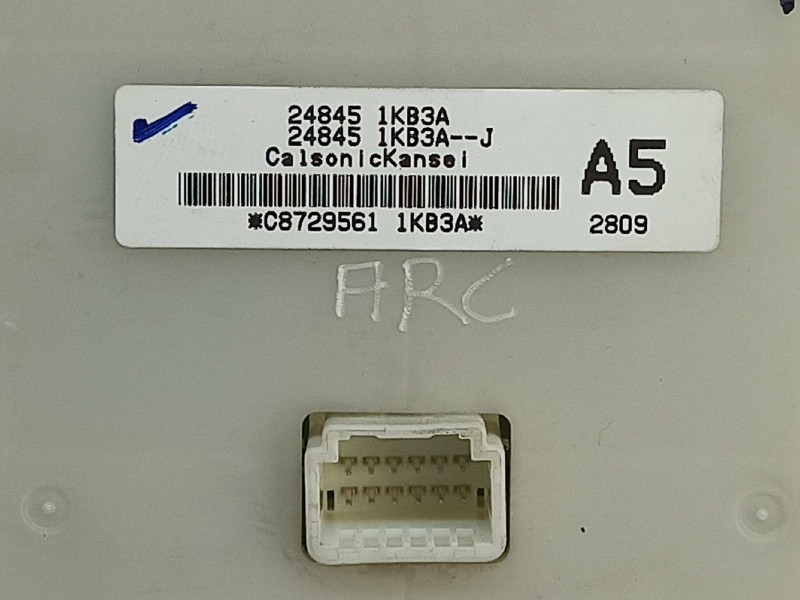 24845 1KB3A
24845 1KB3A--J
CalsonicKansei
A5
*C8729561 1KB3A*
2809
ARC